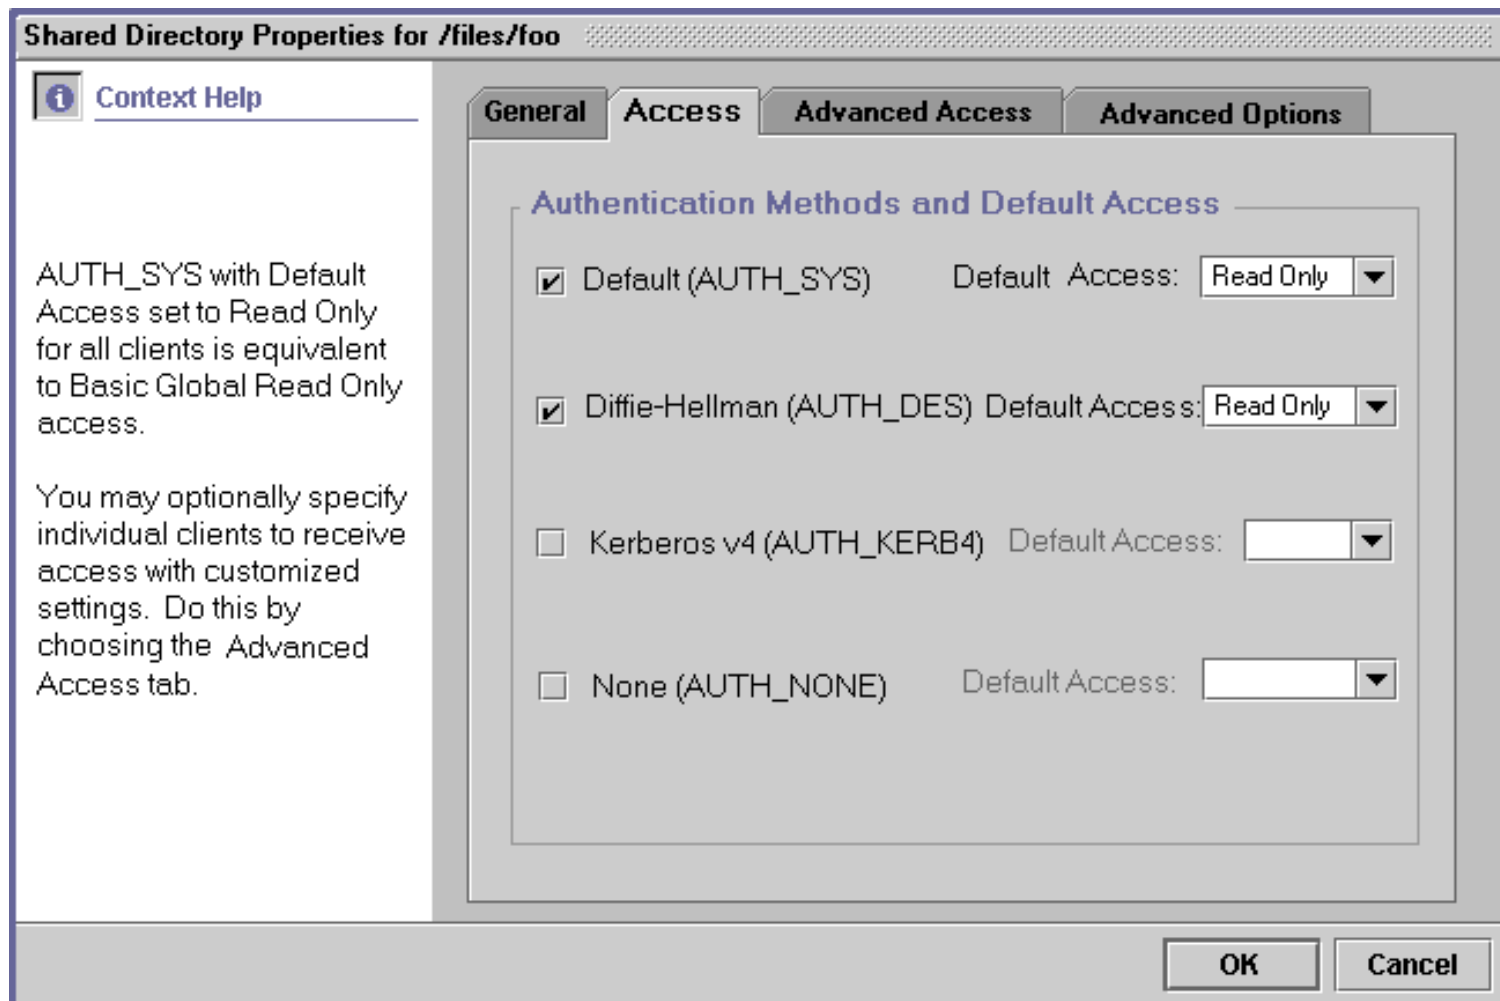 Shared Directory Properties for /files/foo
Context Help
AUTH_SYS with Default
Access set to Read Only
for all clients is equivalent
to Basic Global Read Only
access.
You may optionally specify
individual clients to receive
access with customized
settings. Do this by
choosing the Advanced
Access tab.
General Access Advanced Access Advanced Options
Authentication Methods and Default Access
Default (AUTH_SYS) Default Access: Read Only
Diffie-Hellman (AUTH_DES) Default Access: Read Only
Kerberos v4 (AUTH_KERB4) Default Access:
None (AUTH_NONE) Default Access:
OK Cancel